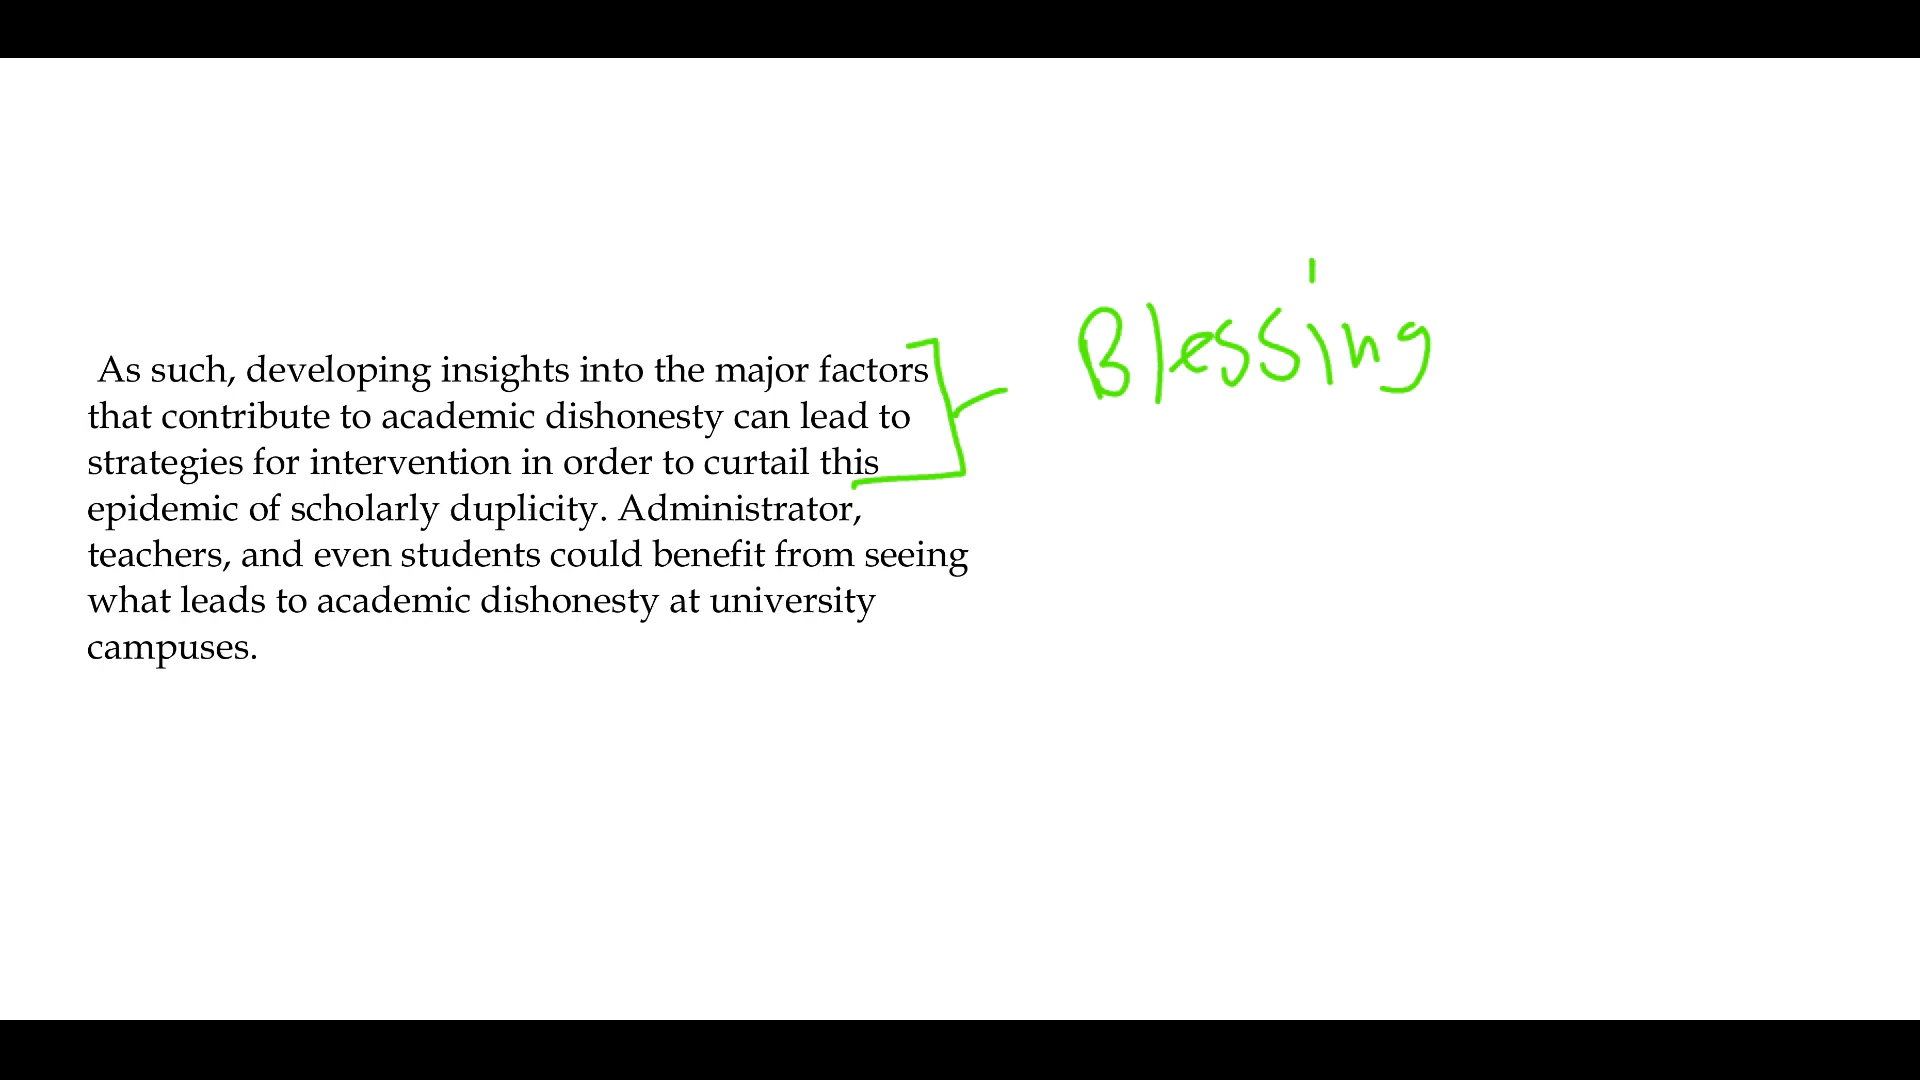 As such, developing insights into the major factors
that contribute to academic dishonesty can lead to
strategies for intervention in order to curtail this
epidemic of scholarly duplicity. Administrator,
teachers, and even students could benefit from seeing
what leads to academic dishonesty at university
campuses.
Blessing